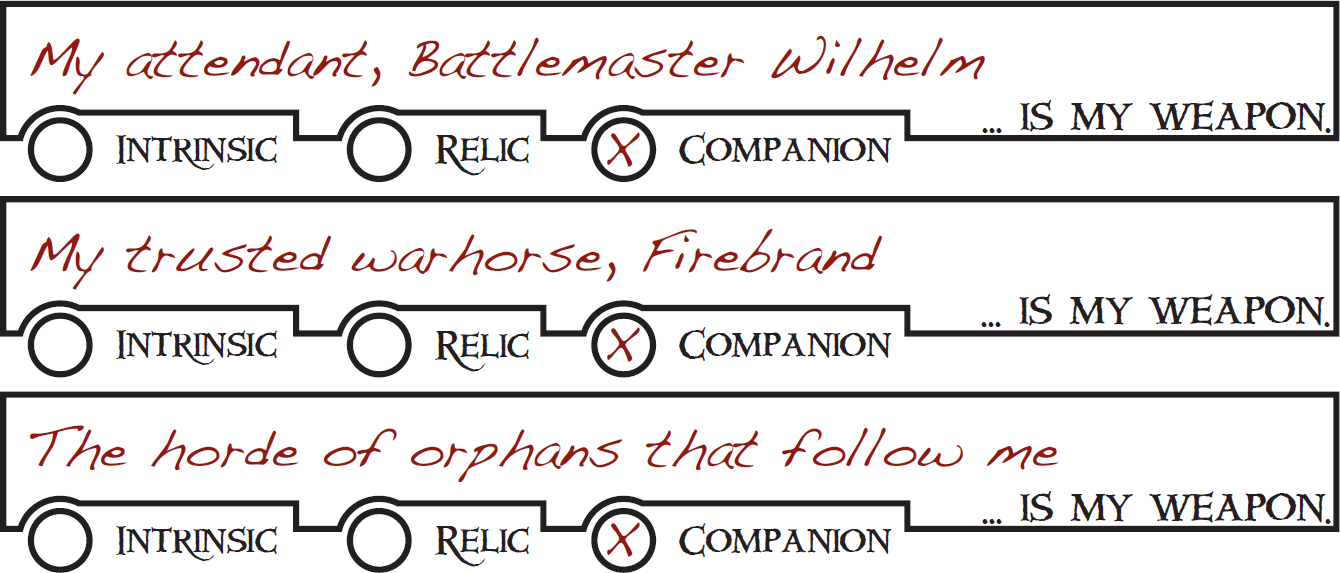 My attendant, Battlemaster Wilhelm
... IS MY WEAPON.
INTRINSIC RELIC X COMPANION
My trusted warhorse, Firebrand
... IS MY WEAPON.
INTRINSIC RELIC X COMPANION
The horde of orphans that follow me
... IS MY WEAPON.
INTRINSIC RELIC X COMPANION